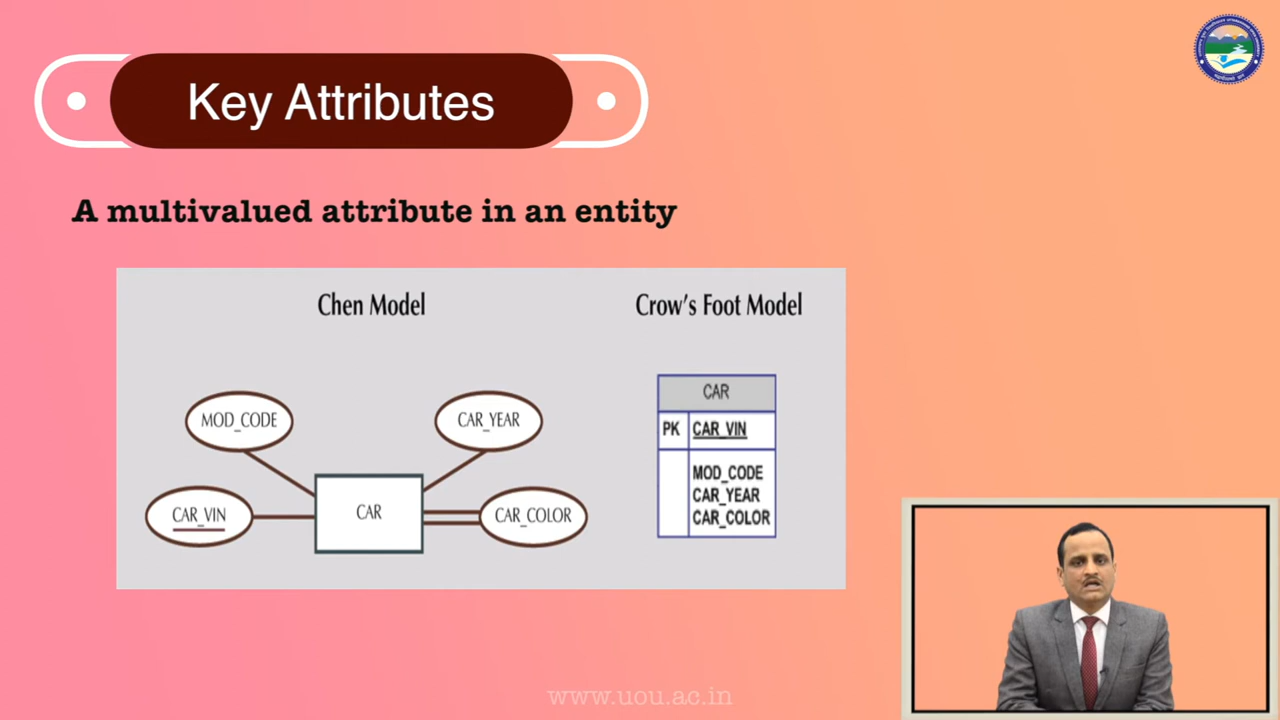 Key Attributes
A multivalued attribute in an entity
Chen Model
Crow's Foot Model
MOD_CODE
CAR_YEAR
CAR_VIN
CAR
CAR_COLOR
CAR
PK CAR_VIN
MOD_CODE
CAR_YEAR
CAR_COLOR
www.uou.ac.in